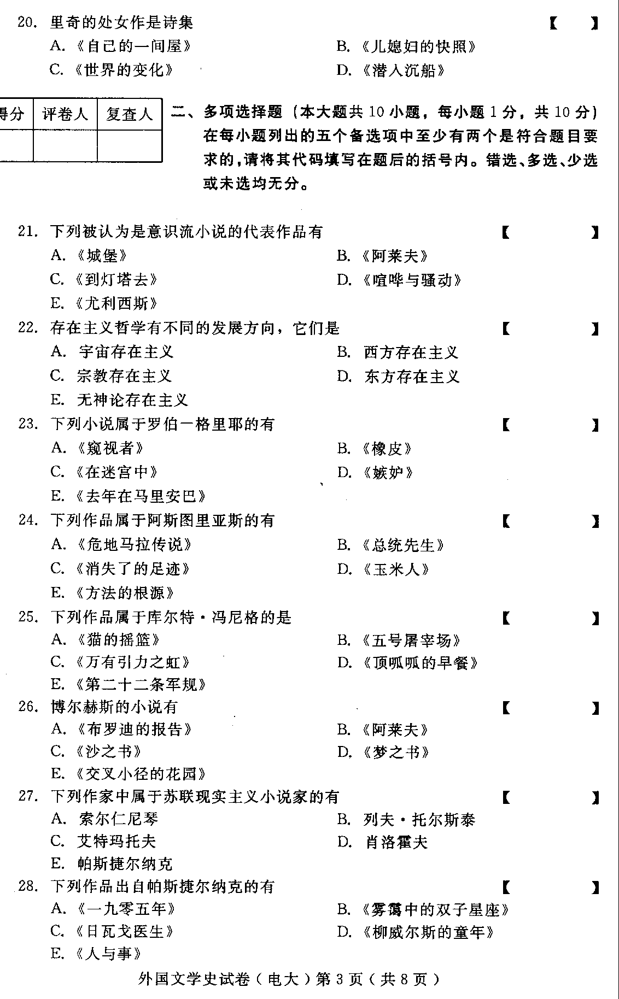 20. 里奇的处女作是诗集 【 】
A.《自己的一间屋》 B.《儿媳妇的快照》
C.《世界的变化》 D.《潜入沉船》
得分 评卷人 复查人
二、多项选择题（本大题共 10 小题，每小题 1 分，共 10 分）
在每小题列出的五个备选项中至少有两个是符合题目要
求的，请将其代码填写在题后的括号内。错选、多选、少选
或未选均无分。
21. 下列被认为是意识流小说的代表作品有 【 】
A.《城堡》 B.《阿莱夫》
C.《到灯塔去》 D.《喧哗与骚动》
E.《尤利西斯》
22. 存在主义哲学有不同的发展方向，它们是 【 】
A. 宇宙存在主义 B. 西方存在主义
C. 宗教存在主义 D. 东方存在主义
E. 无神论存在主义
23. 下列小说属于罗伯－格里耶的有 【 】
A.《窥视者》 B.《橡皮》
C.《在迷宫中》 D.《嫉妒》
E.《去年在马里安巴》
24. 下列作品属于阿斯图里亚斯的有 【 】
A.《危地马拉传说》 B.《总统先生》
C.《消失了的足迹》 D.《玉米人》
E.《方法的根源》
25. 下列作品属于库尔特·冯尼格的是 【 】
A.《猫的摇篮》 B.《五号屠宰场》
C.《万有引力之虹》 D.《顶呱呱的早餐》
E.《第二十二条军规》
26. 博尔赫斯的小说有 【 】
A.《布罗迪的报告》 B.《阿莱夫》
C.《沙之书》 D.《梦之书》
E.《交叉小径的花园》
27. 下列作家中属于苏联现实主义小说家的有 【 】
A. 索尔仁尼琴 B. 列夫·托尔斯泰
C. 艾特玛托夫 D. 肖洛霍夫
E. 帕斯捷尔纳克
28. 下列作品出自帕斯捷尔纳克的有 【 】
A.《一九零五年》 B.《雾霭中的双子星座》
C.《日瓦戈医生》 D.《柳威尔斯的童年》
E.《人与事》
外国文学史试卷（电大）第 3 页（共 8 页）